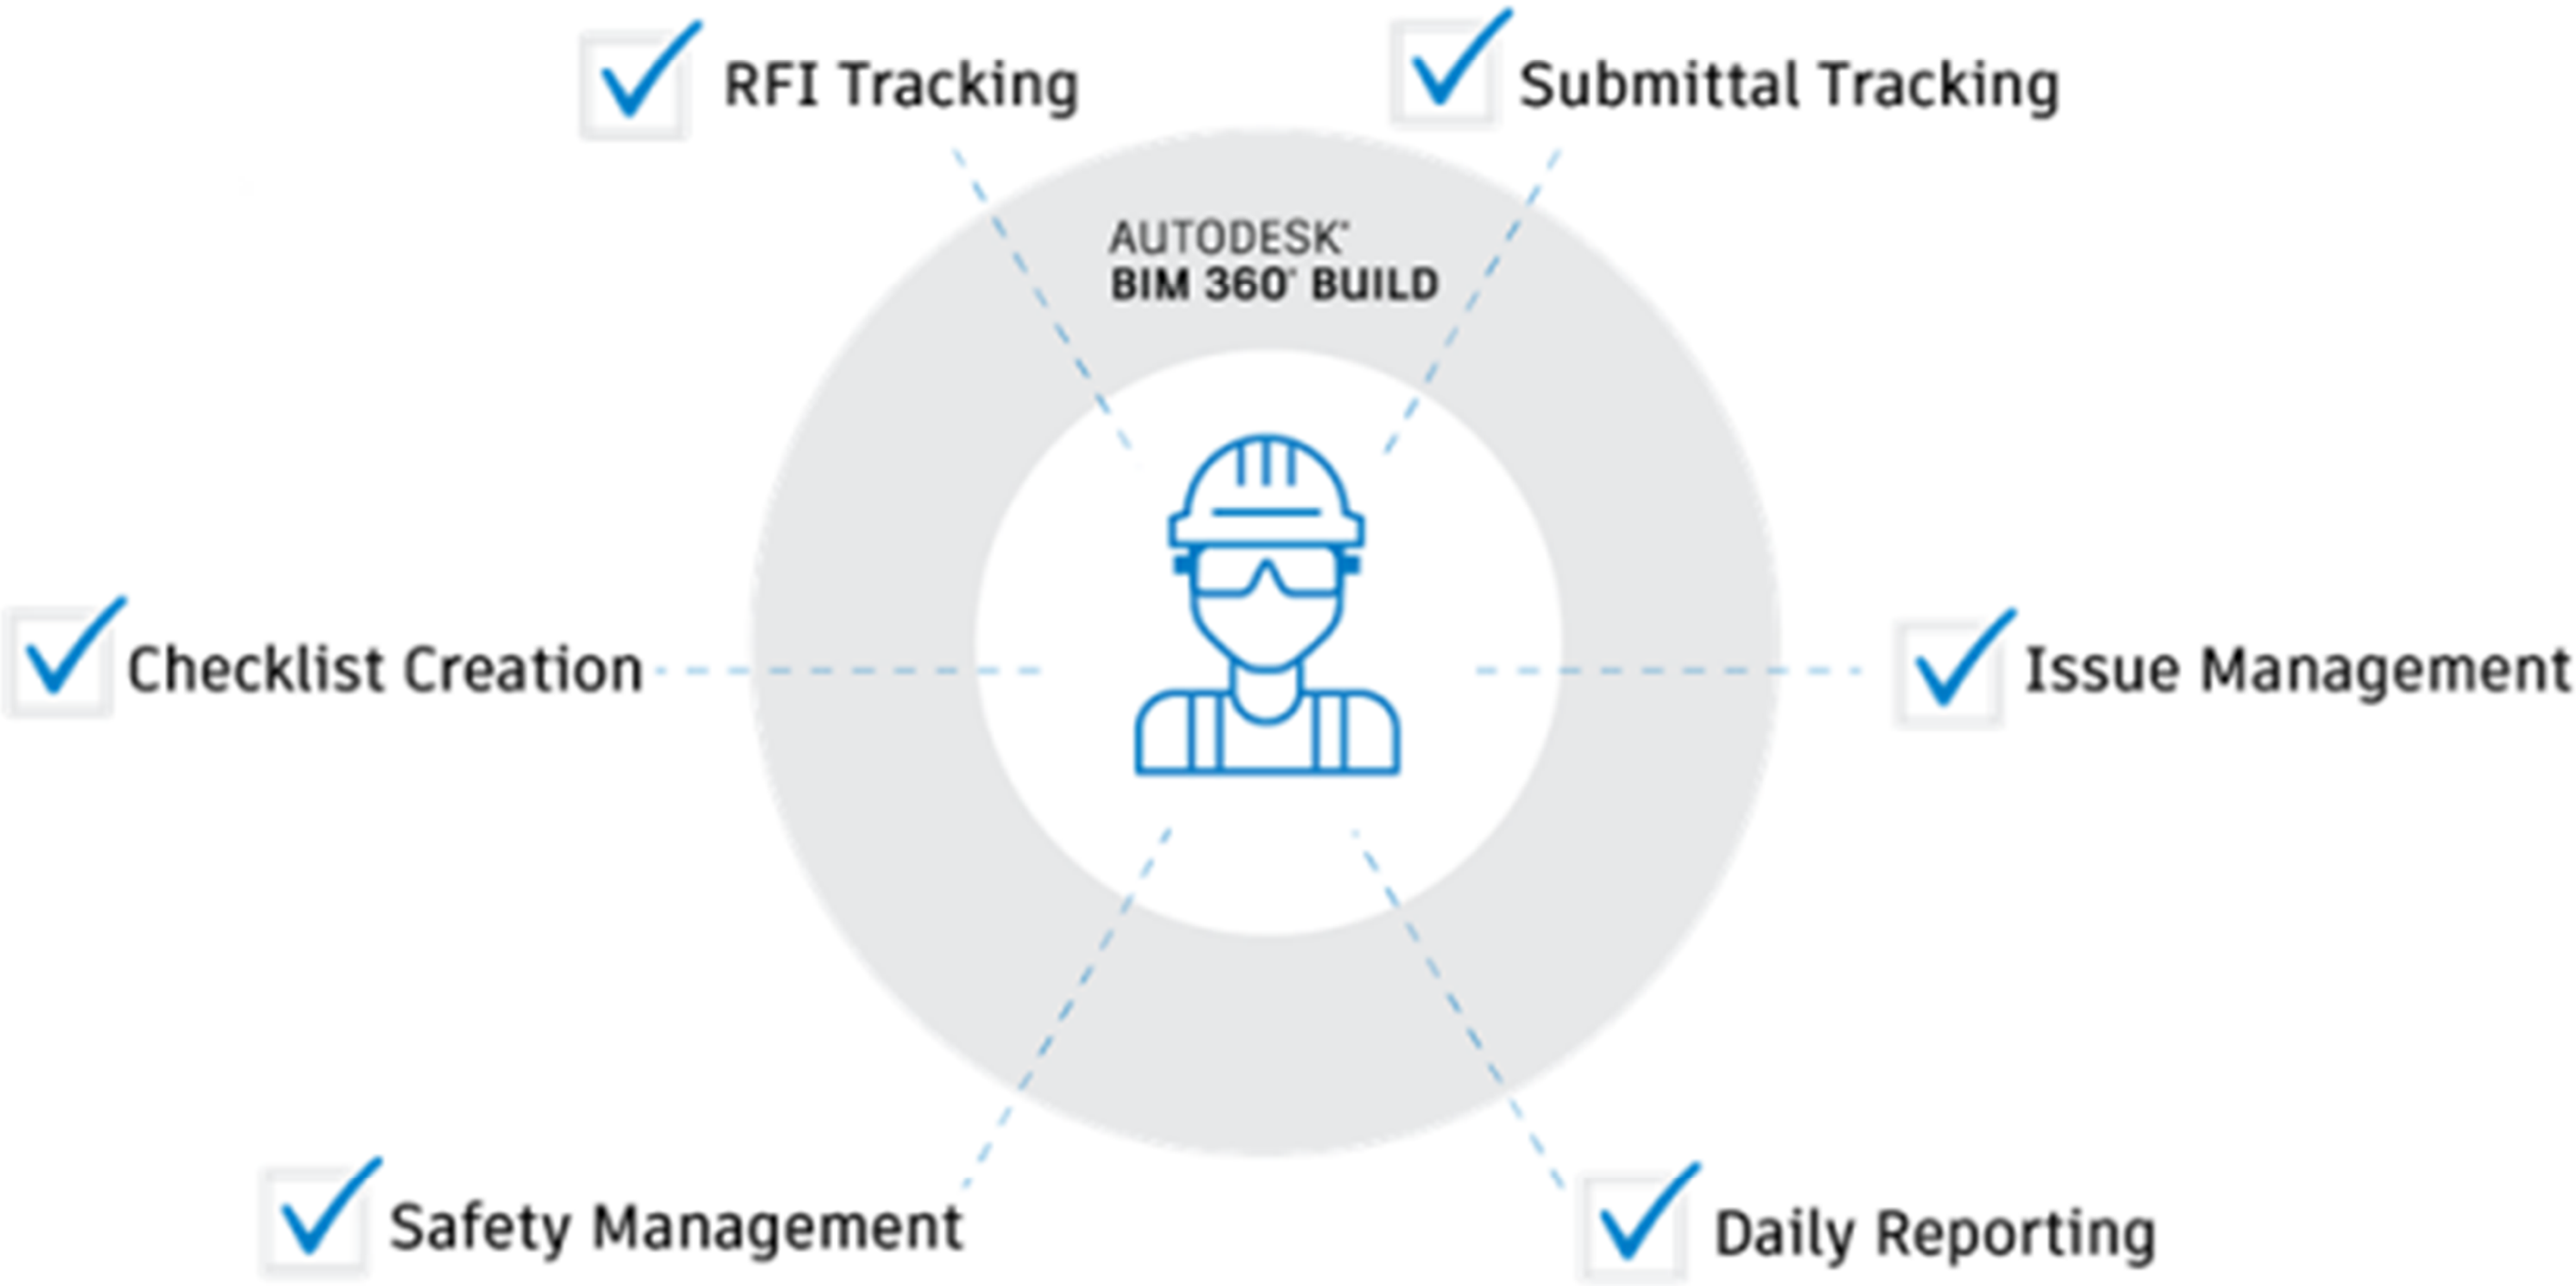 RFI Tracking
Submittal Tracking
AUTODESK®
BIM 360® BUILD
Checklist Creation
Issue Management
Safety Management
Daily Reporting